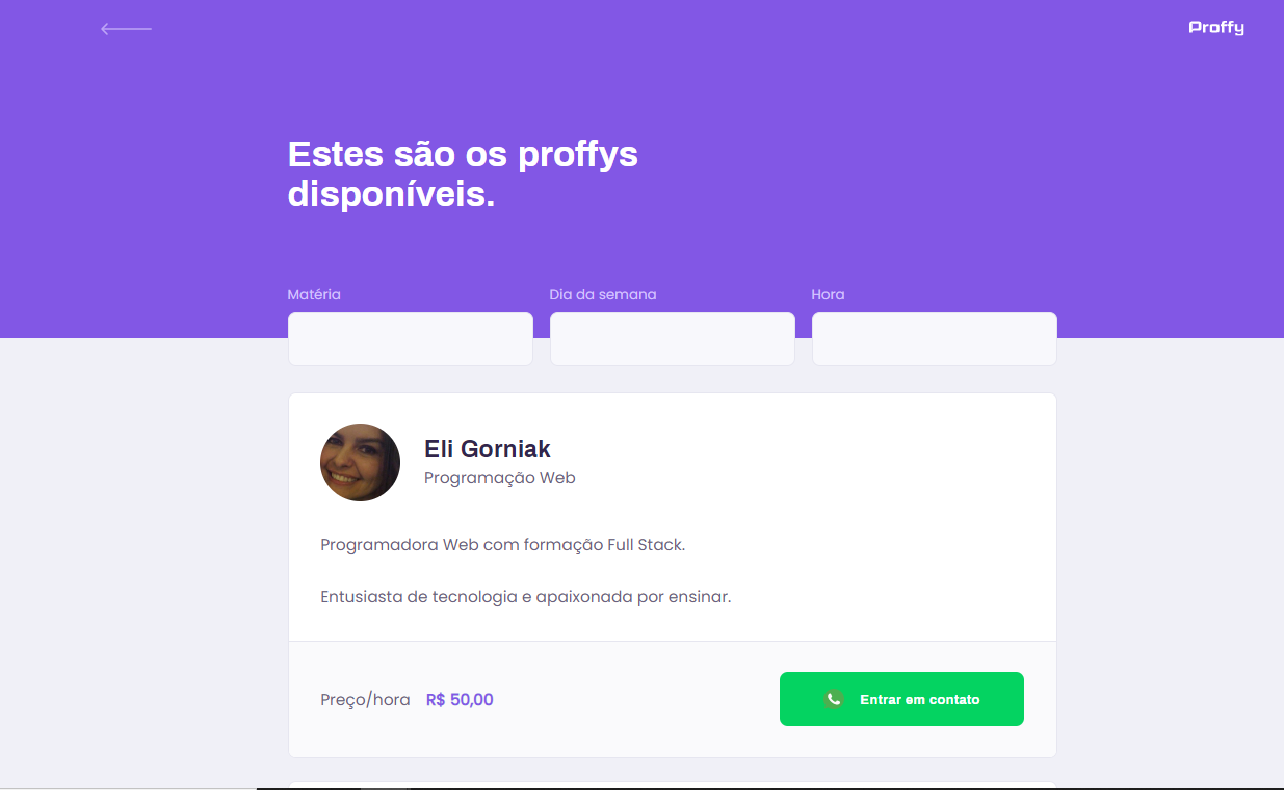 Proffy
Estes são os proffys
disponíveis.
Matéria
Dia da semana
Hora
Eli Gorniak
Programação Web
Programadora Web com formação Full Stack.
Entusiasta de tecnologia e apaixonada por ensinar.
Preço/hora R$ 50,00
Entrar em contato